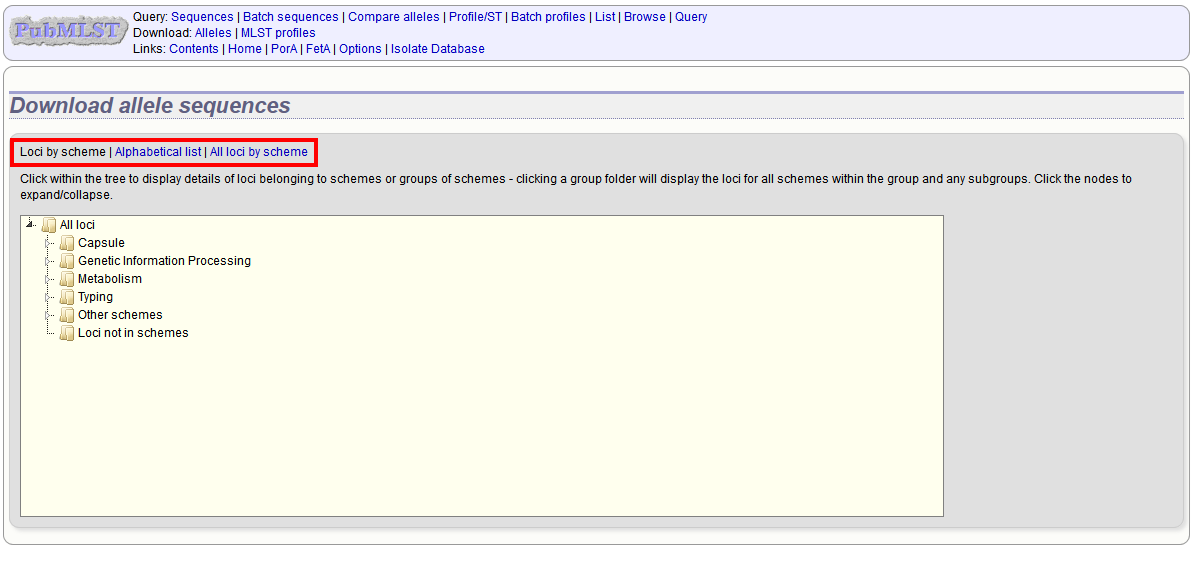 PubMLST
Query: Sequences | Batch sequences | Compare alleles | Profile/ST | Batch profiles | List | Browse | Query
Download: Alleles | MLST profiles
Links: Contents | Home | PorA | FetA | Options | Isolate Database
Download allele sequences
Loci by scheme | Alphabetical list | All loci by scheme
Click within the tree to display details of loci belonging to schemes or groups of schemes - clicking a group folder will display the loci for all schemes within the group and any subgroups. Click the nodes to
expand/collapse.
All loci
Capsule
Genetic Information Processing
Metabolism
Typing
Other schemes
Loci not in schemes